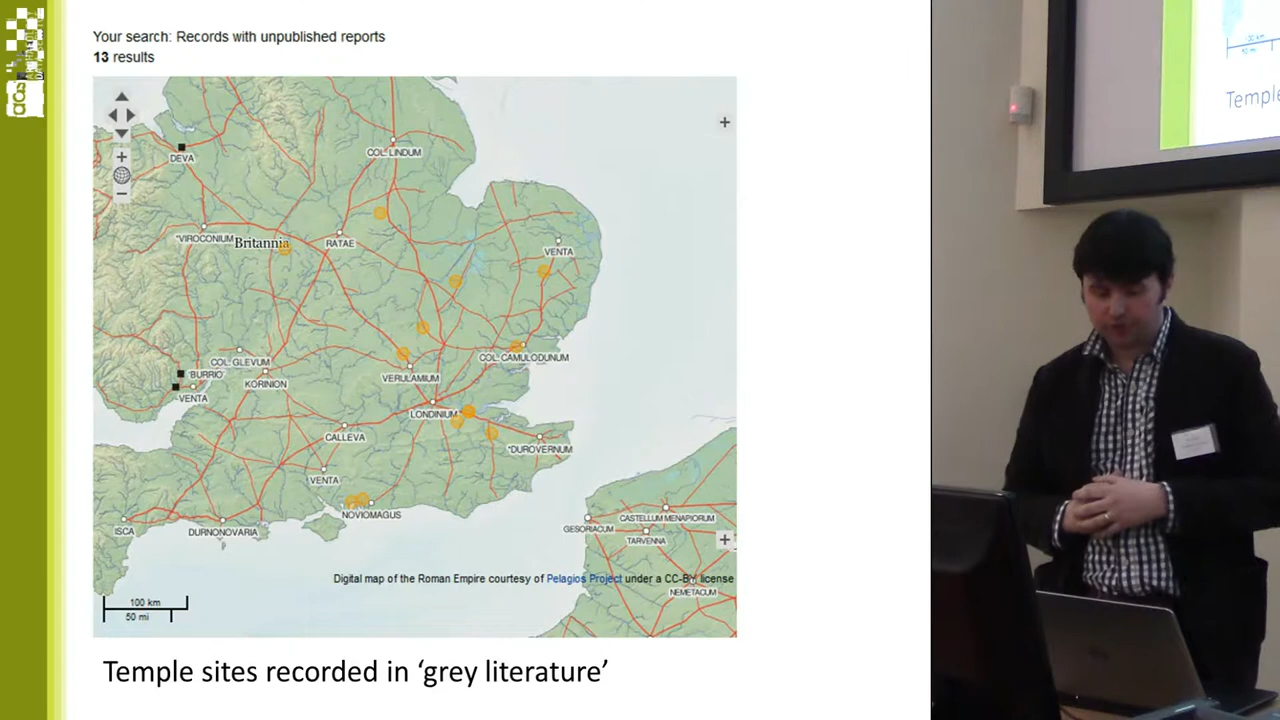 Your search: Records with unpublished reports
13 results
DEVA
COL. LINDUM
*VIROCONIUM
Britannia
RATAE
VENTA
COL. GLEVUM
'BURRIO'
KORINION
VERULAMIUM
COL. CAMULODUNUM
VENTA
LONDINIUM
CALLEVA
*DUROVERNUM
VENTA
NOVIOMAGUS
ISCA
DURNONOVARIA
GESORIACUM
CASTELLUM MENAPIORUM
TARVENNA
Digital map of the Roman Empire courtesy of Pelagios Project under a CC-BY license
NEMETACUM
100 km
50 mi
Temple sites recorded in ‘grey literature’
ads
Temple